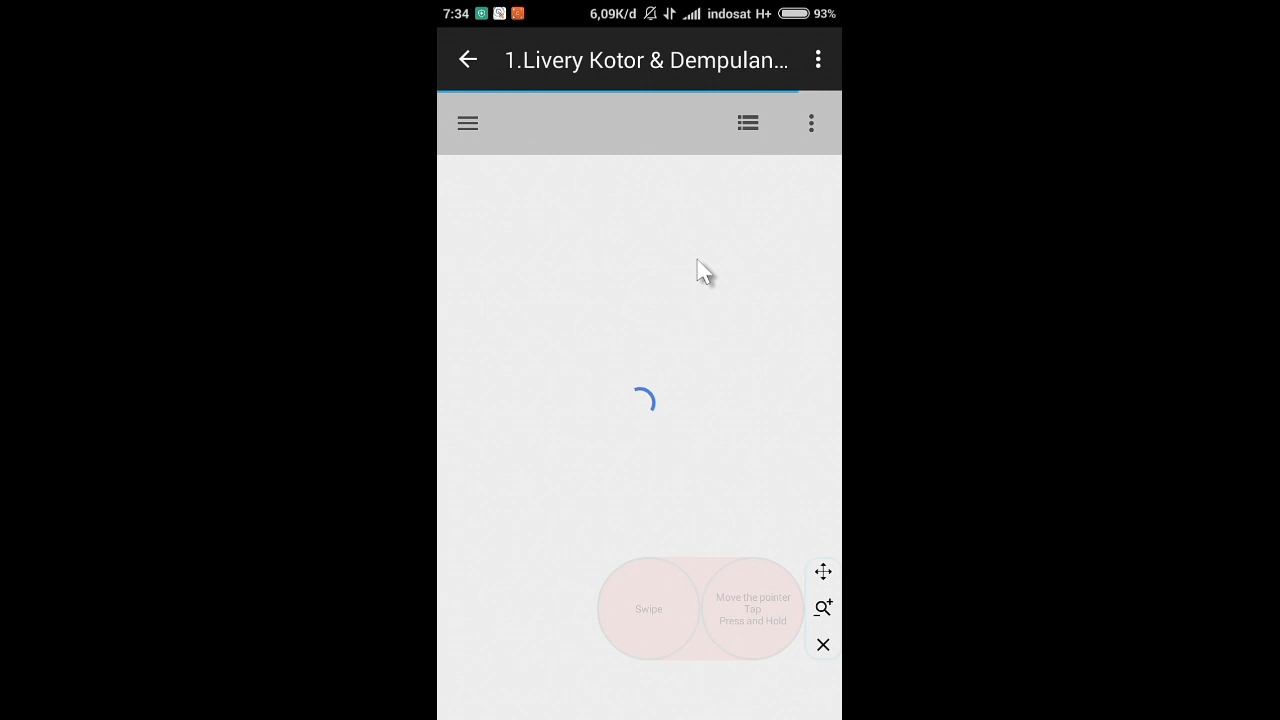 7:34 6,09K/d indosat H+ 93%
1.Livery Kotor & Dempulan...
Swipe
Move the pointer
Tap
Press and Hold